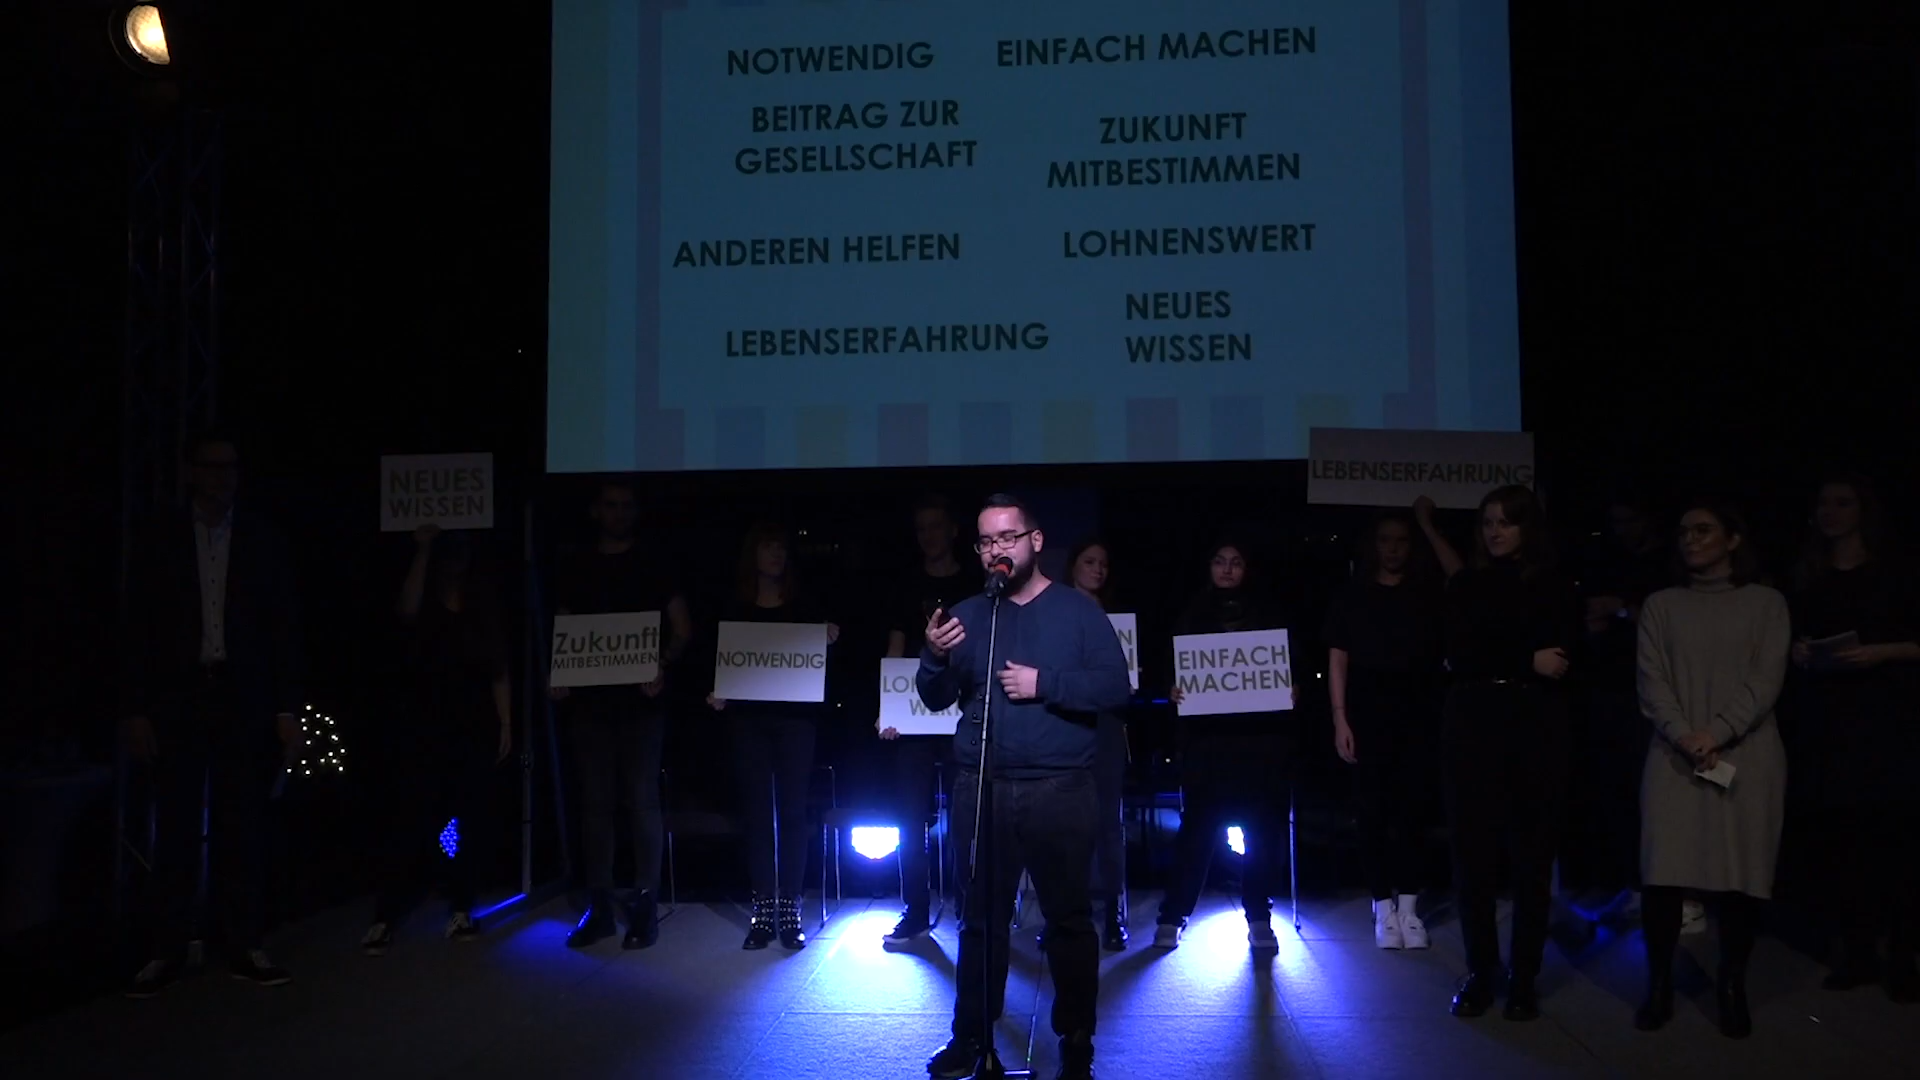 NOTWENDIG
EINFACH MACHEN
BEITRAG ZUR
GESELLSCHAFT
ZUKUNFT
MITBESTIMMEN
ANDEREN HELFEN
LOHNENSWERT
LEBENSERFAHRUNG
NEUES
WISSEN
NEUES
WISSEN
LEBENSERFAHRUNG
Zukunft
MITBESTIMMEN
NOTWENDIG
EINFACH
MACHEN